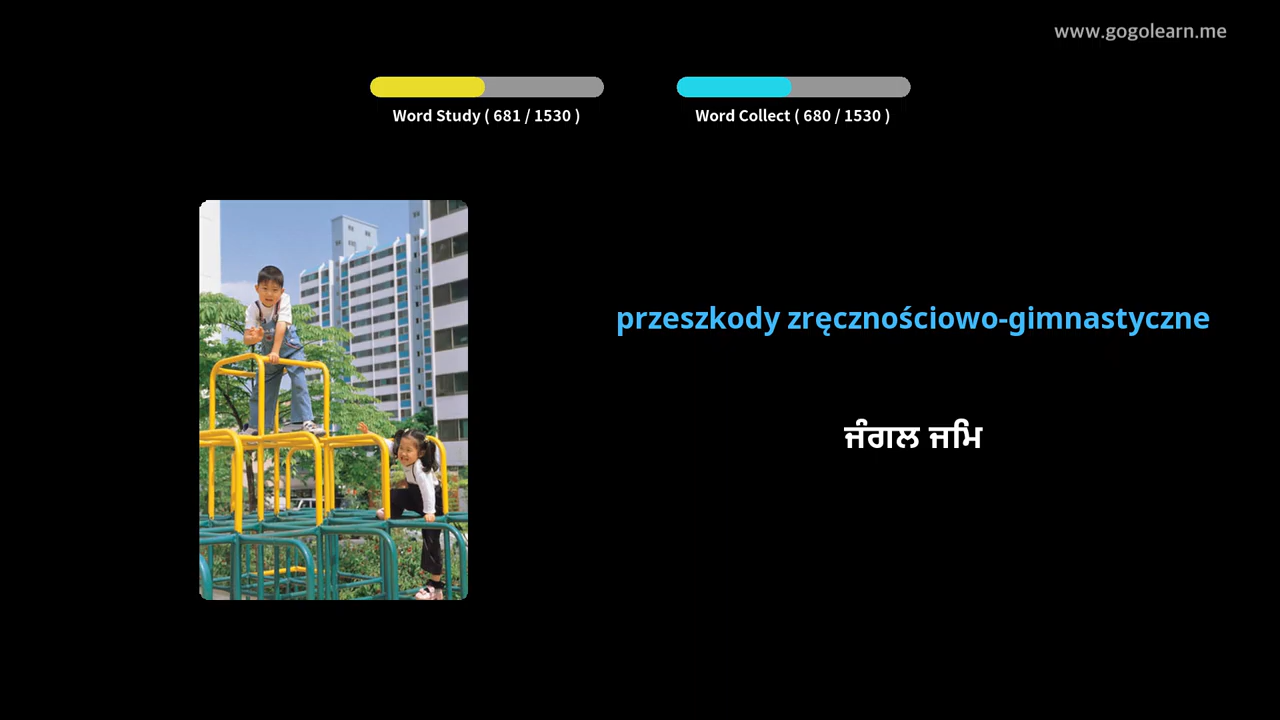 www.gogolearn.me
Word Study ( 681 / 1530 )
Word Collect ( 680 / 1530 )
przeszkody zręcznościowo-gimnastyczne
ਜੰਗਲ ਜਮਿ